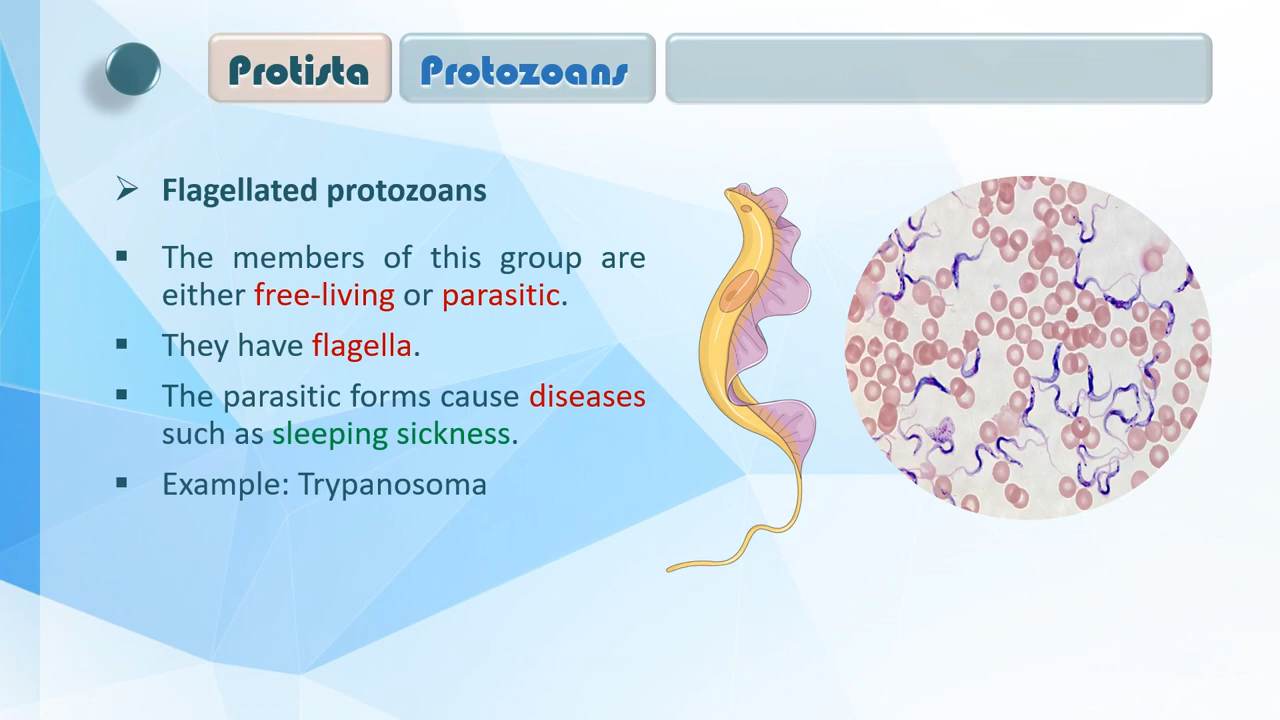 Protista Protozoans
➢ Flagellated protozoans
▪ The members of this group are
either free-living or parasitic.
▪ They have flagella.
▪ The parasitic forms cause diseases
such as sleeping sickness.
▪ Example: Trypanosoma